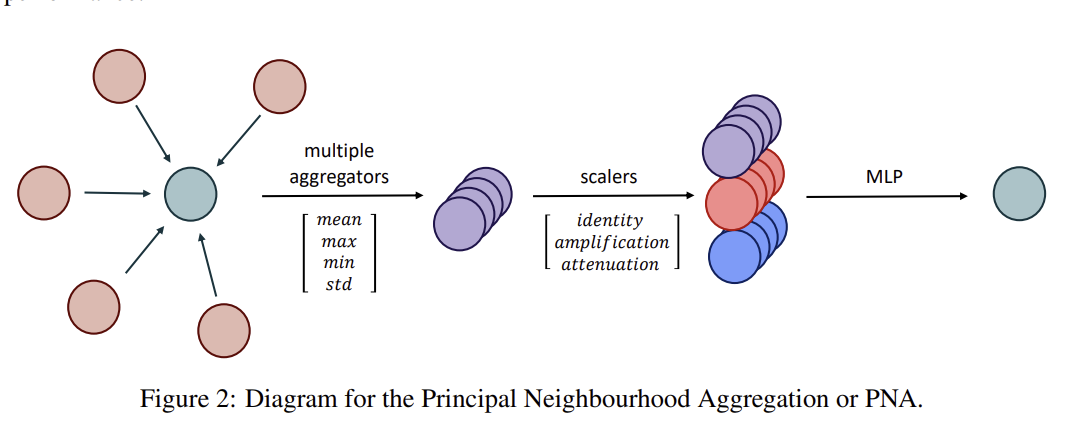 multiple
aggregators
mean
max
min
std
scalers
identity
amplification
attenuation
MLP
Figure 2: Diagram for the Principal Neighbourhood Aggregation or PNA.